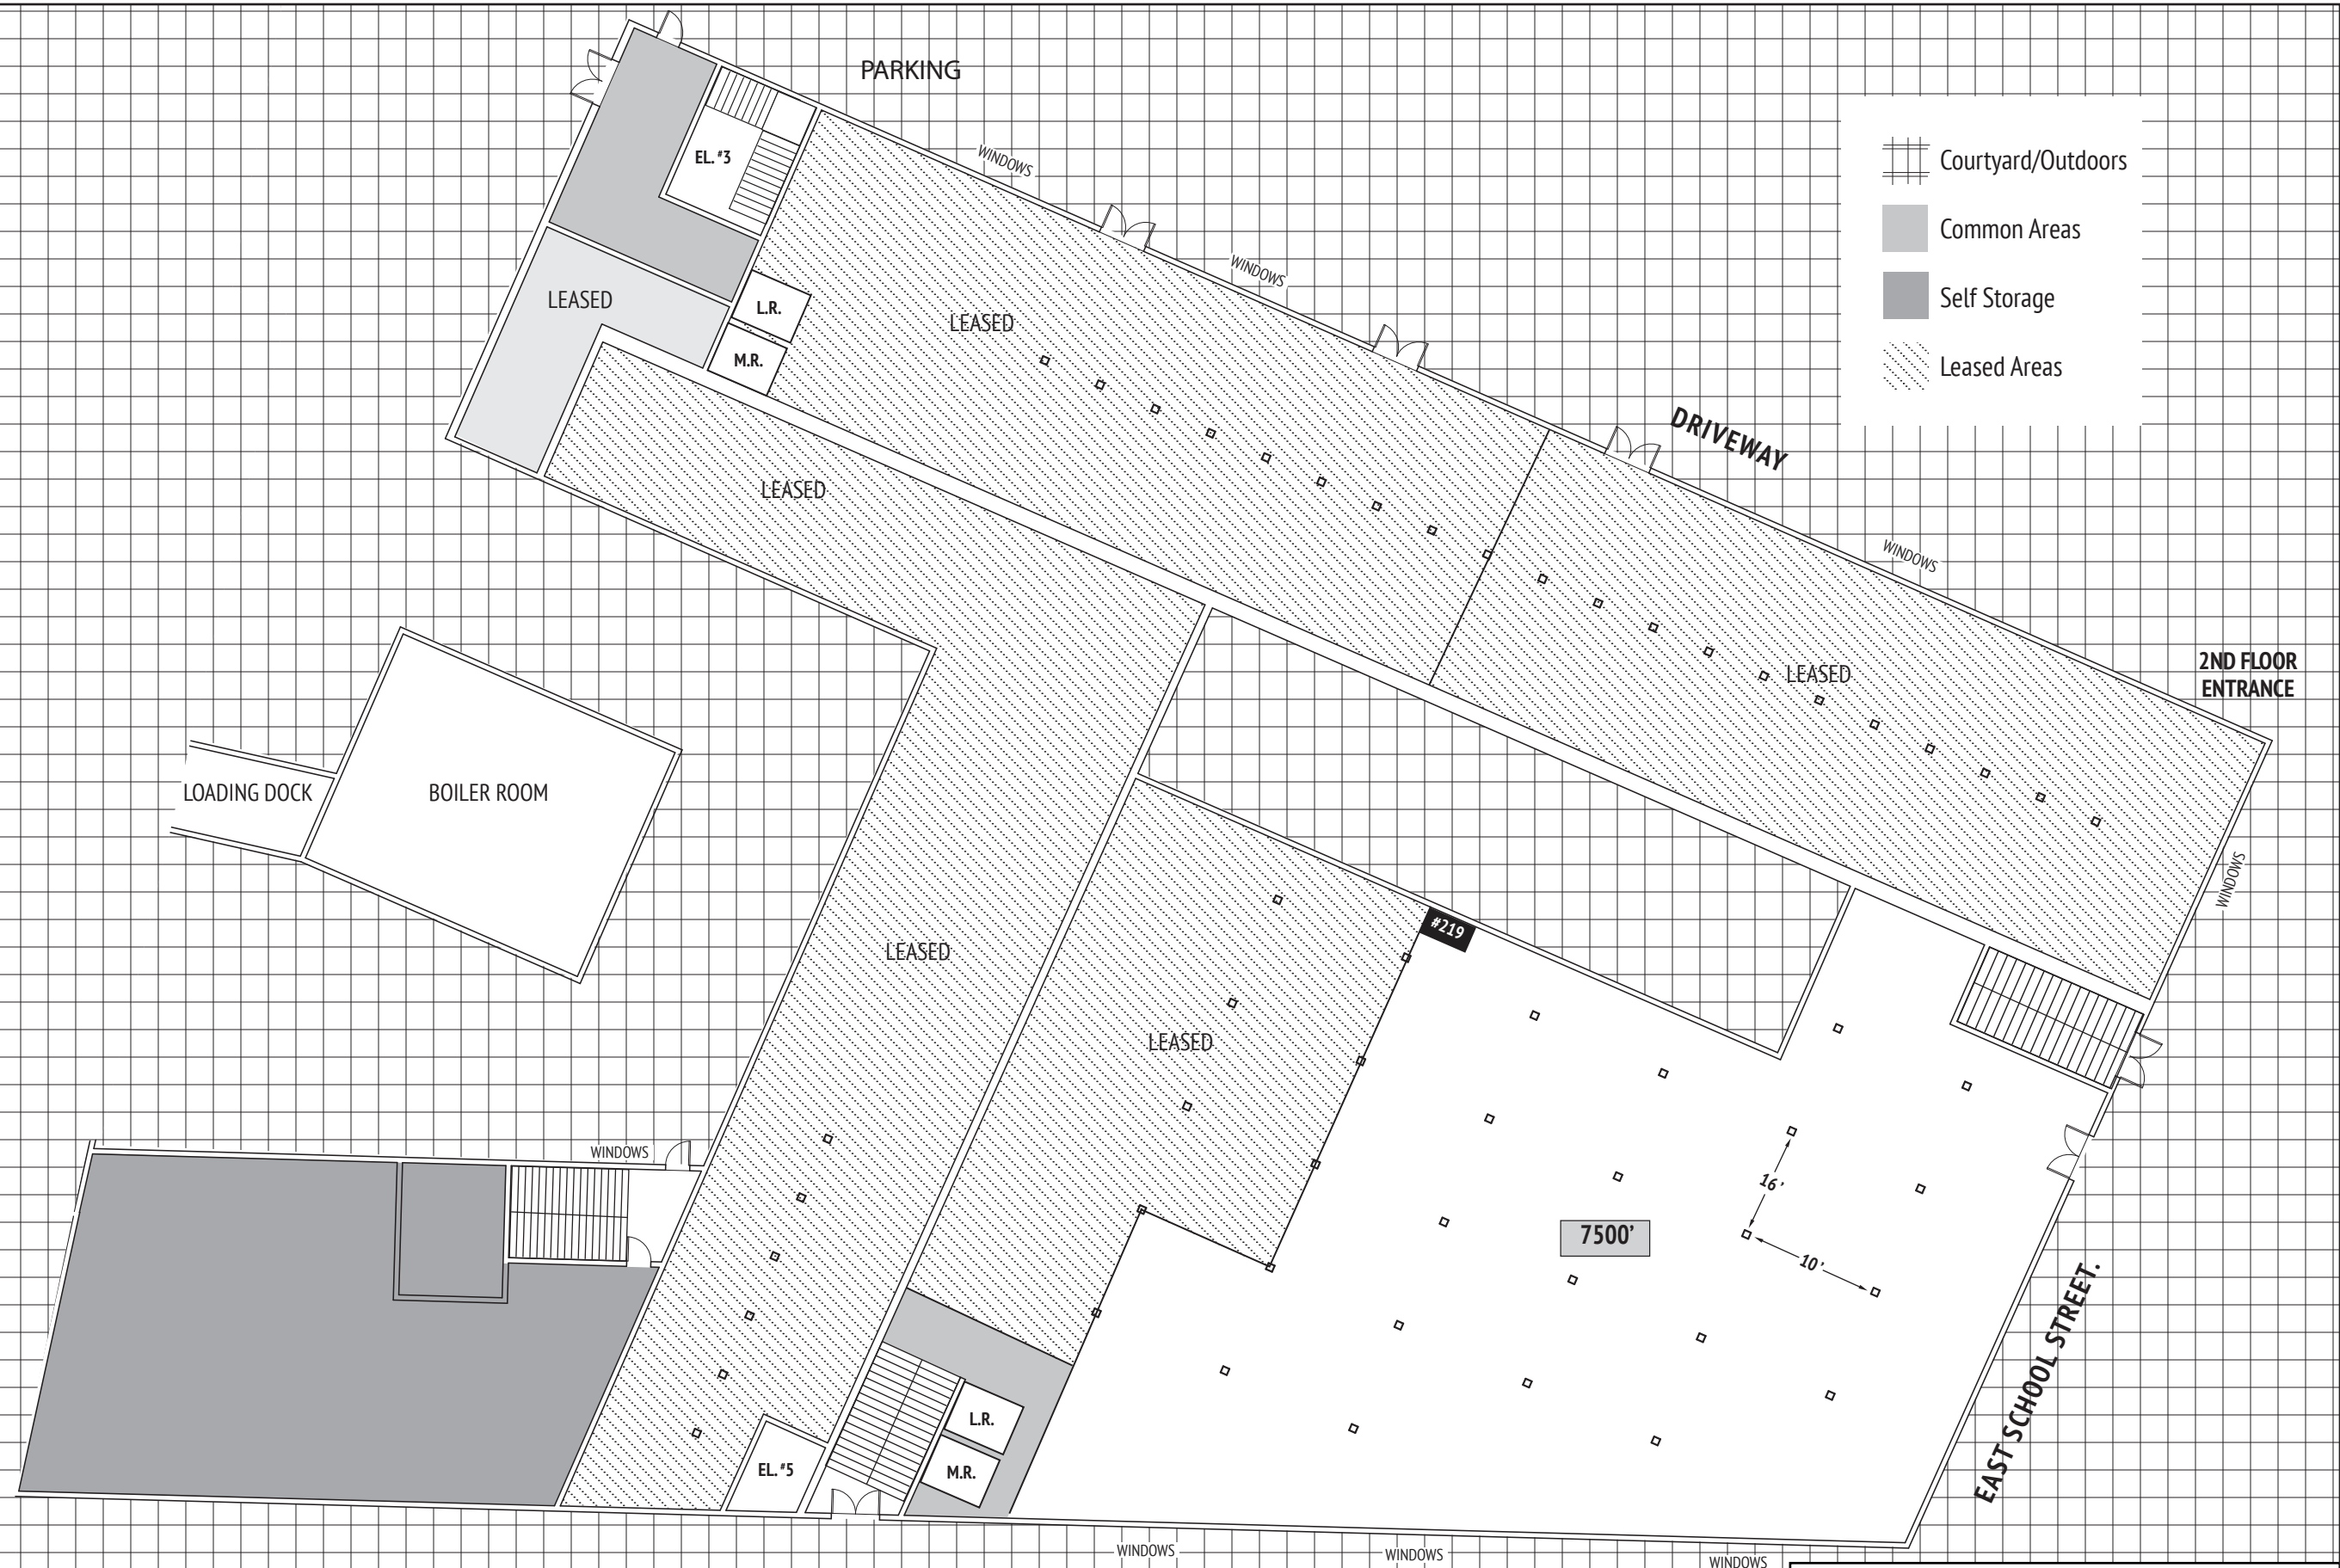 PARKING
WINDOWS
EL. #3
Courtyard/Outdoors
Common Areas
Self Storage
Leased Areas
WINDOWS
LEASED
L.R.
LEASED
M.R.
DRIVEWAY
LEASED
WINDOWS
2ND FLOOR
ENTRANCE
LEASED
LOADING DOCK
BOILER ROOM
WINDOWS
#219
LEASED
LEASED
WINDOWS
16'
7500'
10'
EAST SCHOOL STREET.
L.R.
EL. #5
M.R.
WINDOWS
WINDOWS
WINDOWS